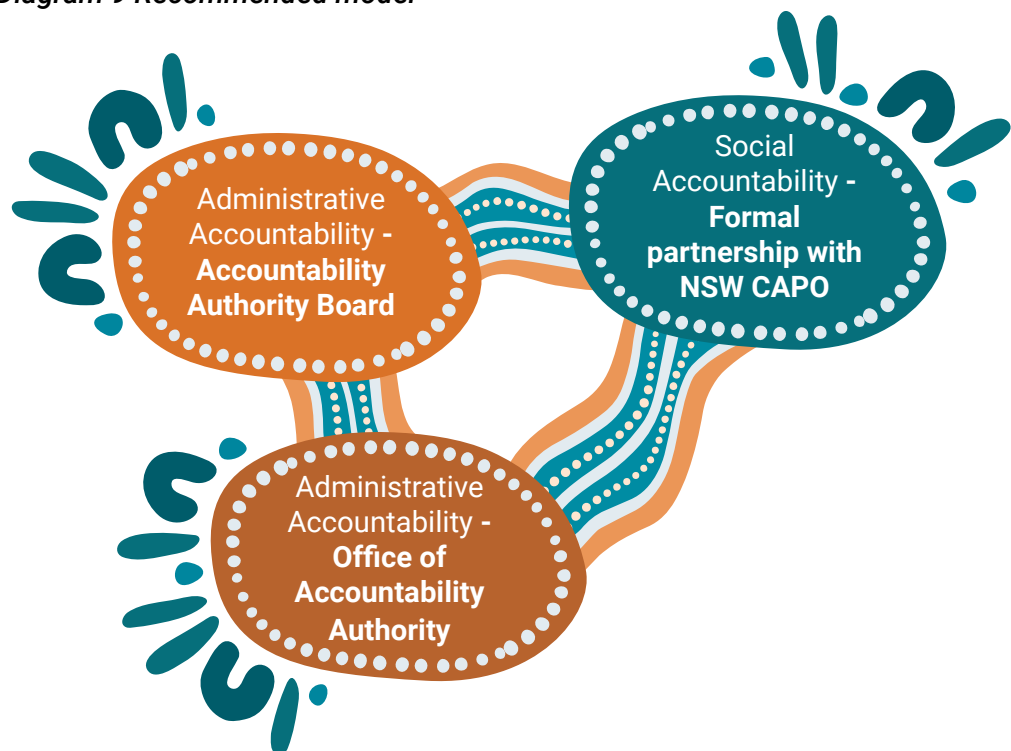 Diagram 9 Recommended model
Administrative
Accountability -
Accountability
Authority Board
Social
Accountability -
Formal
partnership with
NSW CAPO
Administrative
Accountability -
Office of
Accountability
Authority